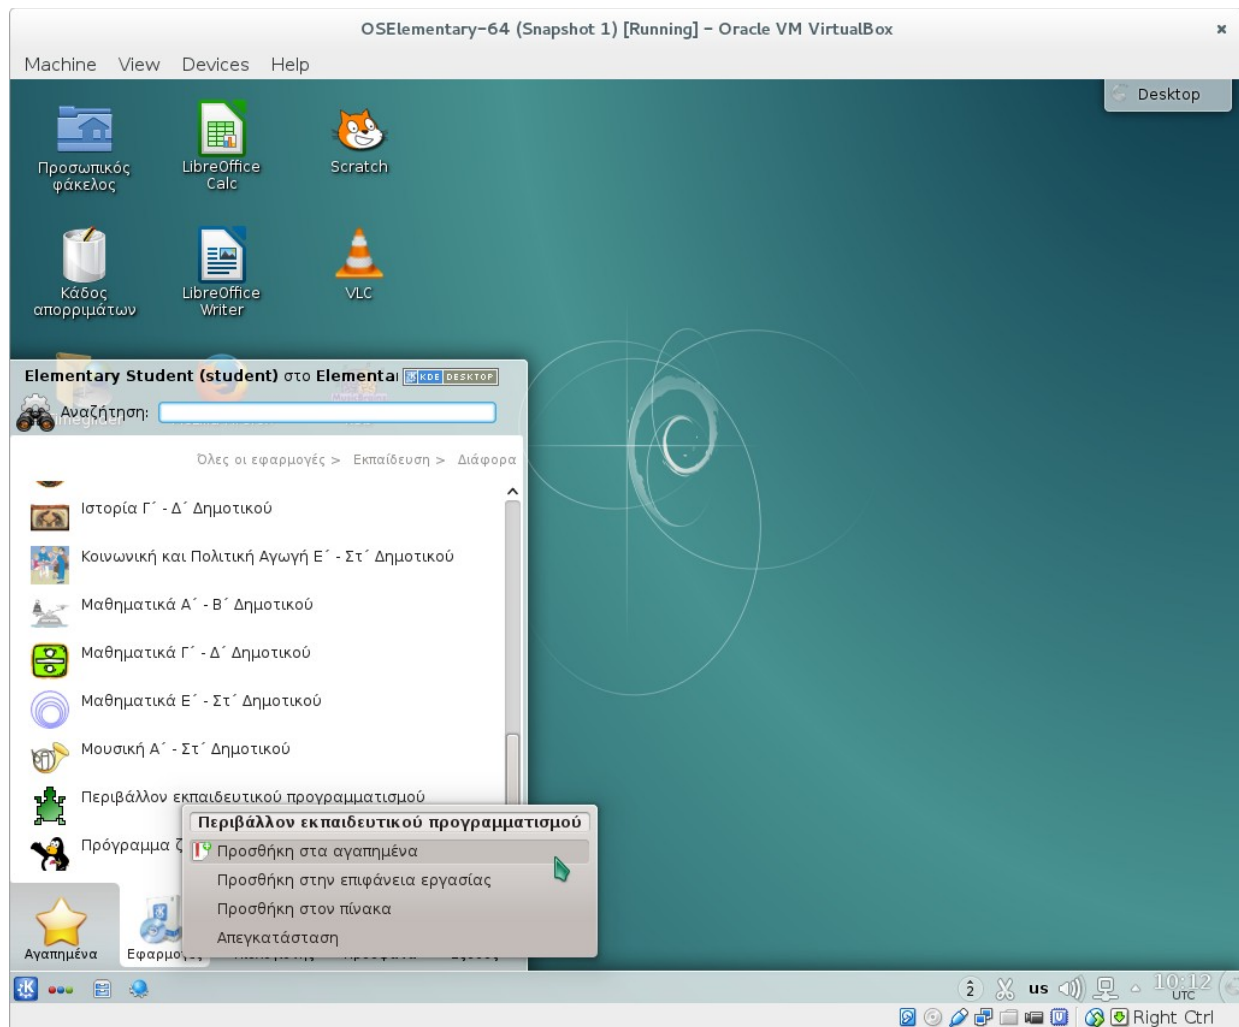 OSElementary-64 (Snapshot 1) [Running] - Oracle VM VirtualBox
Machine View Devices Help
Desktop
Προσωπικός
φάκελος
LibreOffice
Calc
Scratch
Κάδος
απορριμάτων
LibreOffice
Writer
VLC
Elementary Student (student) στο Elementa
KDE DESKTOP
Αναζήτηση:
Όλες οι εφαρμογές > Εκπαίδευση > Διάφορα
Ιστορία Γ΄ - Δ΄ Δημοτικού
Κοινωνική και Πολιτική Αγωγή Ε΄ - Στ΄ Δημοτικού
Μαθηματικά Α΄ - Β΄ Δημοτικού
Μαθηματικά Γ΄ - Δ΄ Δημοτικού
Μαθηματικά Ε΄ - Στ΄ Δημοτικού
Μουσική Α΄ - Στ΄ Δημοτικού
Περιβάλλον εκπαιδευτικού προγραμματισμού
Πρόγραμμα
Περιβάλλον εκπαιδευτικού προγραμματισμού
Προσθήκη στα αγαπημένα
Προσθήκη στην επιφάνεια εργασίας
Προσθήκη στον πίνακα
Απεγκατάσταση
Αγαπημένα
Εφαρμογές
2
us
10:12
UTC
Right Ctrl